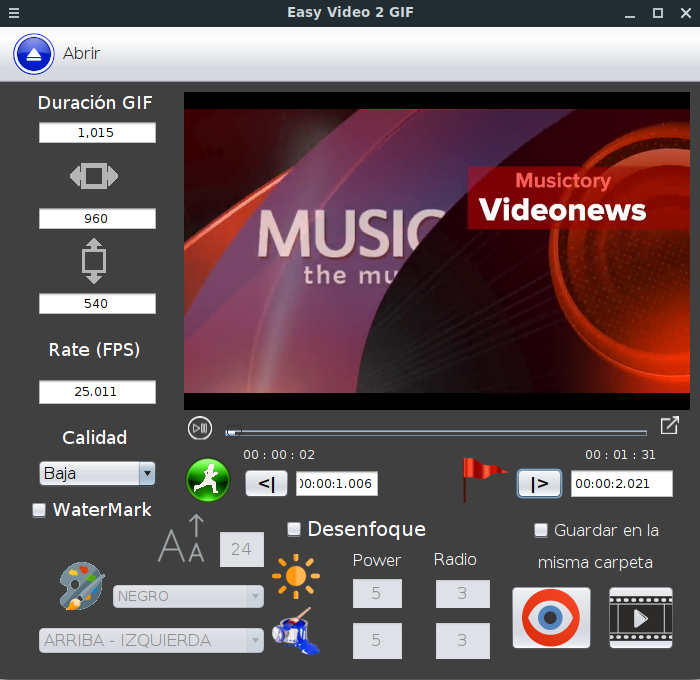 Easy Video 2 GIF
Abrir
Duración GIF
1,015
960
540
Rate (FPS)
25.011
Calidad
Baja
WaterMark
AA
24
NEGRO
ARRIBA - IZQUIERDA
Musictory
Videonews
MUSIC
the mu
00 : 00 : 02
00 : 01 : 31
<|
00:00:1.006
|>
00:00:2.021
Desenfoque
Power
Radio
5
3
5
3
Guardar en la
misma carpeta